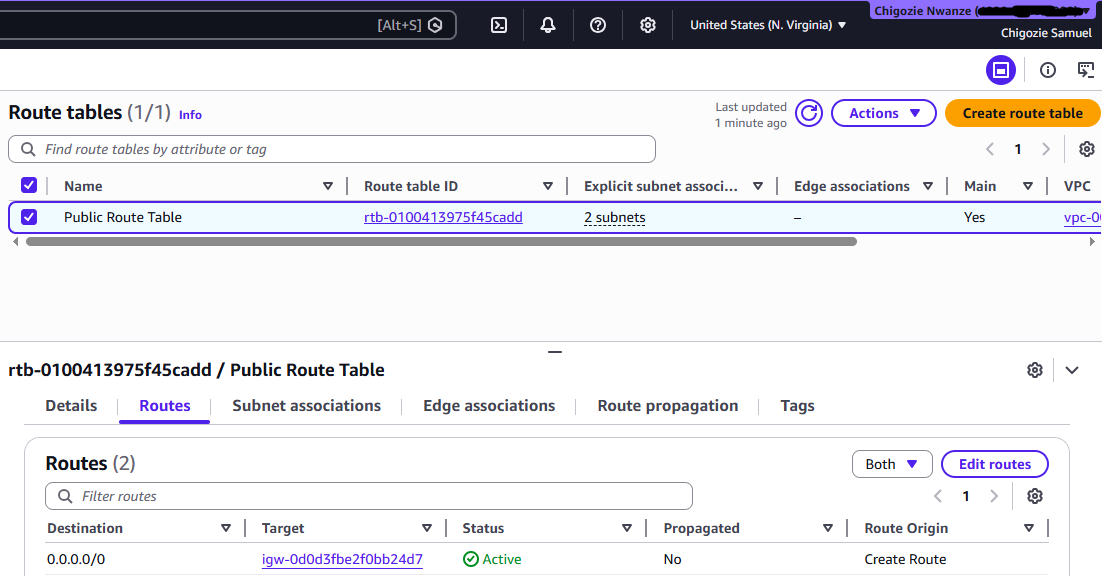 [Alt+S] United States (N. Virginia) Chigozie Nwanze (
Chigozie Samuel
Route tables (1/1) Info
Last updated
1 minute ago
Actions
Create route table
Find route tables by attribute or tag
1
Name Route table ID Explicit subnet associ... Edge associations Main VPC
Public Route Table rtb-0100413975f45cadd 2 subnets – Yes vpc-0
rtb-0100413975f45cadd / Public Route Table
Details Routes Subnet associations Edge associations Route propagation Tags
Routes (2)
Both
Edit routes
Filter routes
1
Destination Target Status Propagated Route Origin
0.0.0.0/0 igw-0d0d3fbe2f0bb24d7 Active No Create Route